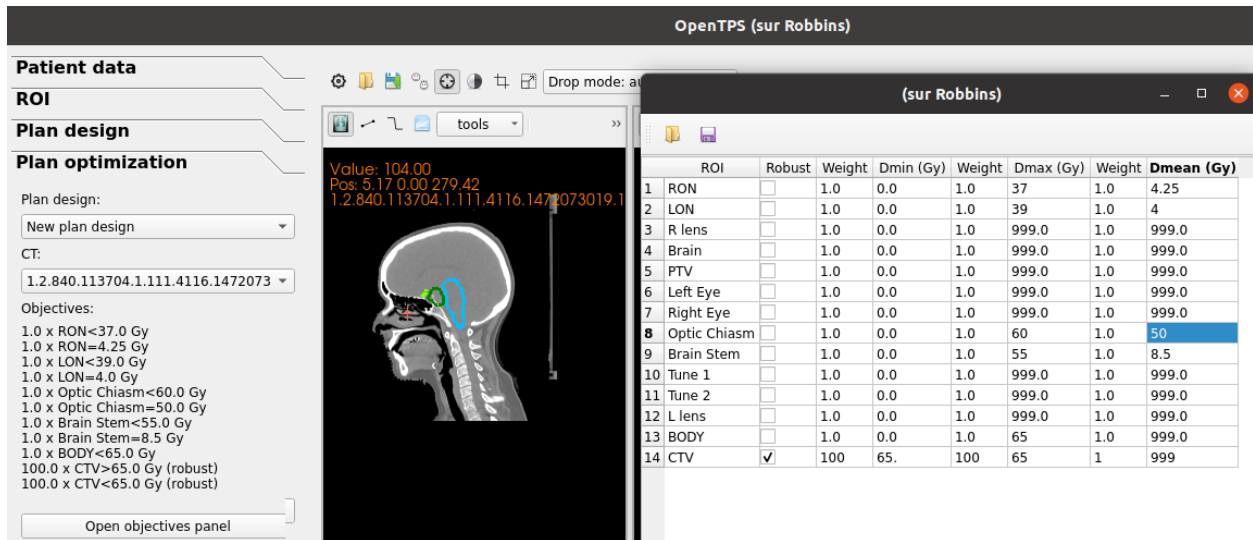 OpenTPS (sur Robbins)
Patient data
ROI
Plan design
Plan optimization
Plan design:
New plan design
CT:
1.2.840.113704.1.111.4116.1472073
Objectives:
1.0 x RON<37.0 Gy
1.0 x RON=4.25 Gy
1.0 x LON<39.0 Gy
1.0 x LON=4.0 Gy
1.0 x Optic Chiasm<60.0 Gy
1.0 x Optic Chiasm=50.0 Gy
1.0 x Brain Stem<55.0 Gy
1.0 x Brain Stem=8.5 Gy
1.0 x BODY<65.0 Gy
100.0 x CTV>65.0 Gy (robust)
100.0 x CTV<65.0 Gy (robust)
Open objectives panel
Drop mode: au
tools
Value: 104.00
Pos: 5.17 0.00 279.42
1.2.840.113704.1.111.4116.1472073019.1
(sur Robbins)
ROI Robust Weight Dmin (Gy) Weight Dmax (Gy) Weight Dmean (Gy)
1 RON 1.0 0.0 1.0 37 1.0 4.25
2 LON 1.0 0.0 1.0 39 1.0 4
3 R lens 1.0 0.0 1.0 999.0 1.0 999.0
4 Brain 1.0 0.0 1.0 999.0 1.0 999.0
5 PTV 1.0 0.0 1.0 999.0 1.0 999.0
6 Left Eye 1.0 0.0 1.0 999.0 1.0 999.0
7 Right Eye 1.0 0.0 1.0 999.0 1.0 999.0
8 Optic Chiasm 1.0 0.0 1.0 60 1.0 50
9 Brain Stem 1.0 0.0 1.0 55 1.0 8.5
10 Tune 1 1.0 0.0 1.0 999.0 1.0 999.0
11 Tune 2 1.0 0.0 1.0 999.0 1.0 999.0
12 L lens 1.0 0.0 1.0 999.0 1.0 999.0
13 BODY 1.0 0.0 1.0 65 1.0 999.0
14 CTV 100 65. 100 65 1 999